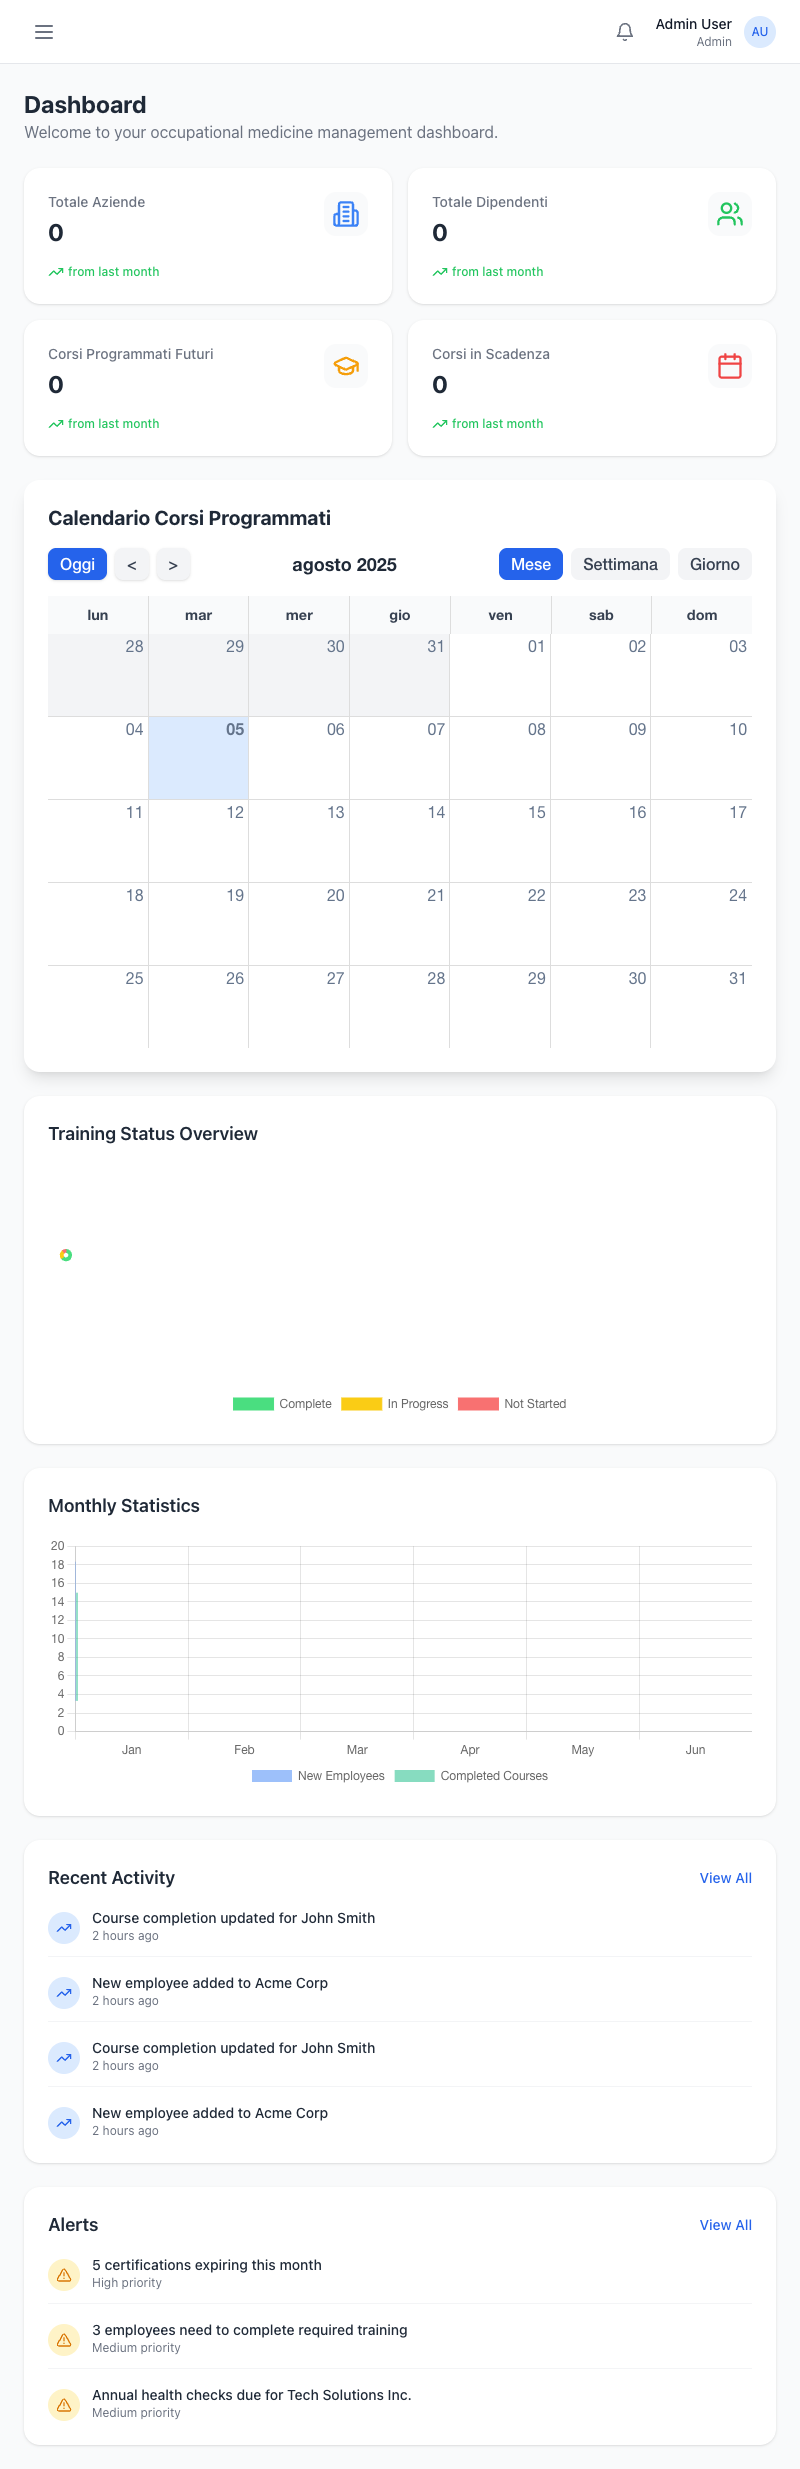 Admin User
Admin
AU
Dashboard
Welcome to your occupational medicine management dashboard.
Totale Aziende
0
from last month
Totale Dipendenti
0
from last month
Corsi Programmati Futuri
0
from last month
Corsi in Scadenza
0
from last month
Calendario Corsi Programmati
Oggi < > agosto 2025 Mese Settimana Giorno
lun mar mer gio ven sab dom
28 29 30 31 01 02 03
04 05 06 07 08 09 10
11 12 13 14 15 16 17
18 19 20 21 22 23 24
25 26 27 28 29 30 31
Training Status Overview
Complete In Progress Not Started
Monthly Statistics
20
18
16
14
12
10
8
6
4
2
0
Jan Feb Mar Apr May Jun
New Employees Completed Courses
Recent Activity View All
Course completion updated for John Smith
2 hours ago
New employee added to Acme Corp
2 hours ago
Course completion updated for John Smith
2 hours ago
New employee added to Acme Corp
2 hours ago
Alerts View All
5 certifications expiring this month
High priority
3 employees need to complete required training
Medium priority
Annual health checks due for Tech Solutions Inc.
Medium priority